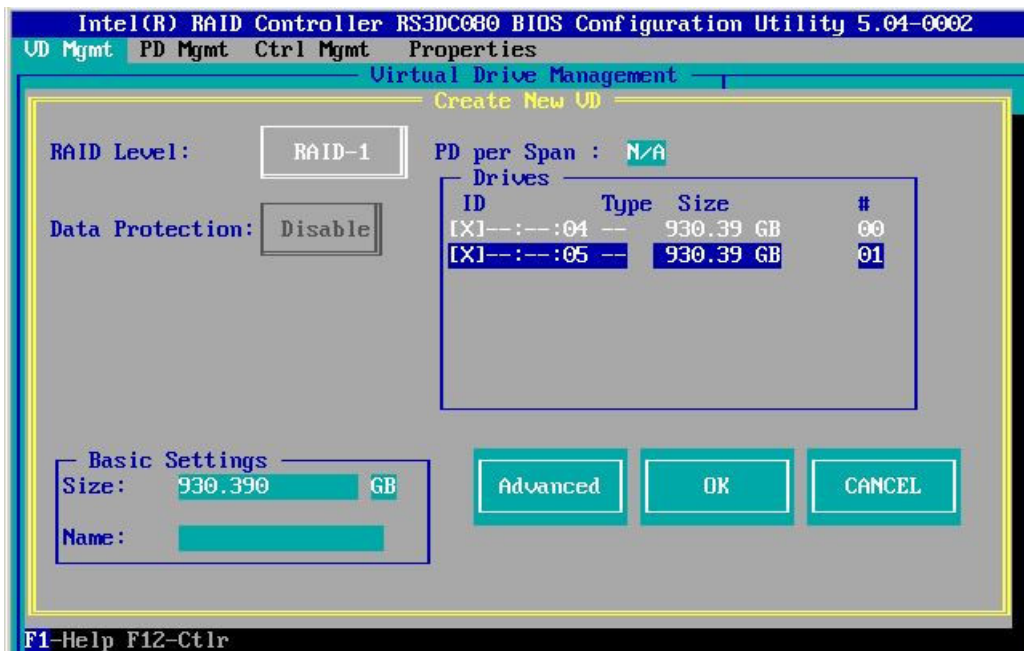 Intel(R) RAID Controller RS3DC080 BIOS Configuration Utility 5.04-0002
VD Mgmt PD Mgmt Ctrl Mgmt Properties
Virtual Drive Management
Create New VD
RAID Level: RAID-1 PD per Span : N/A
Drives
ID Type Size #
Data Protection: Disable [X]--:--:04 -- 930.39 GB 00
[X]--:--:05 -- 930.39 GB 01
Basic Settings
Size: 930.390 GB
Advanced OK CANCEL
Name:
F1-Help F12-Ctlr